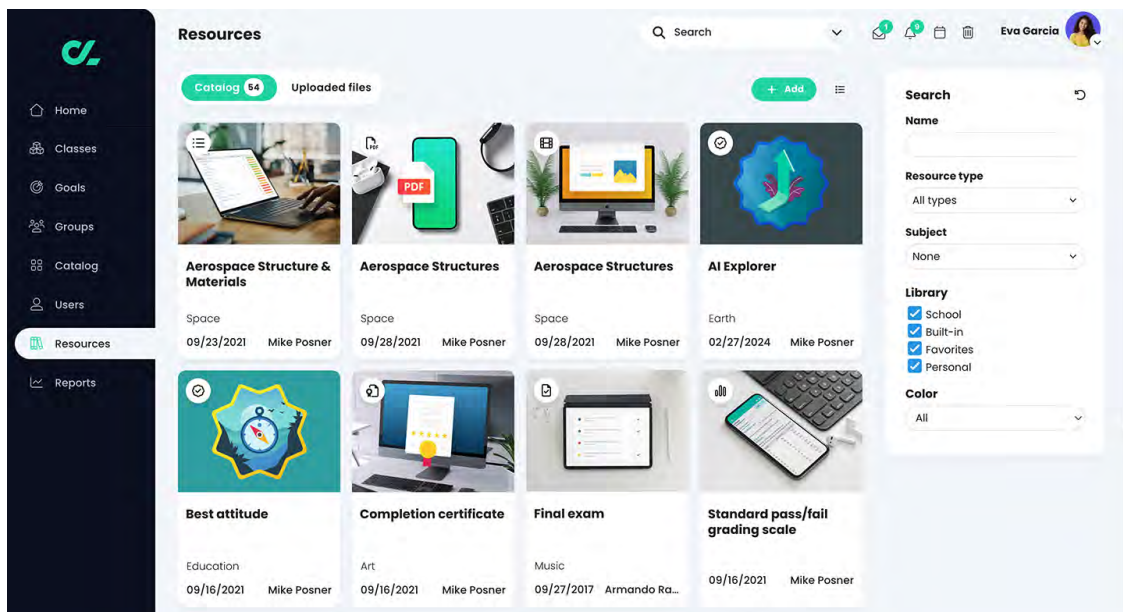 Resources
Search
1
9
Eva Garcia
Home
Classes
Goals
Groups
Catalog
Users
Resources
Reports
Catalog 54
Uploaded files
+ Add
Aerospace Structure &
Materials
Space
09/23/2021 Mike Posner
PDF
PDF
Aerospace Structures
Space
09/28/2021 Mike Posner
Aerospace Structures
Space
09/28/2021 Mike Posner
AI Explorer
Earth
02/27/2024 Mike Posner
Best attitude
Education
09/16/2021 Mike Posner
Completion certificate
Art
09/16/2021 Mike Posner
Final exam
Music
09/27/2017 Armando Ra...
Standard pass/fail
grading scale
09/16/2021 Mike Posner
Search
Name
Resource type
All types
Subject
None
Library
School
Built-in
Favorites
Personal
Color
All